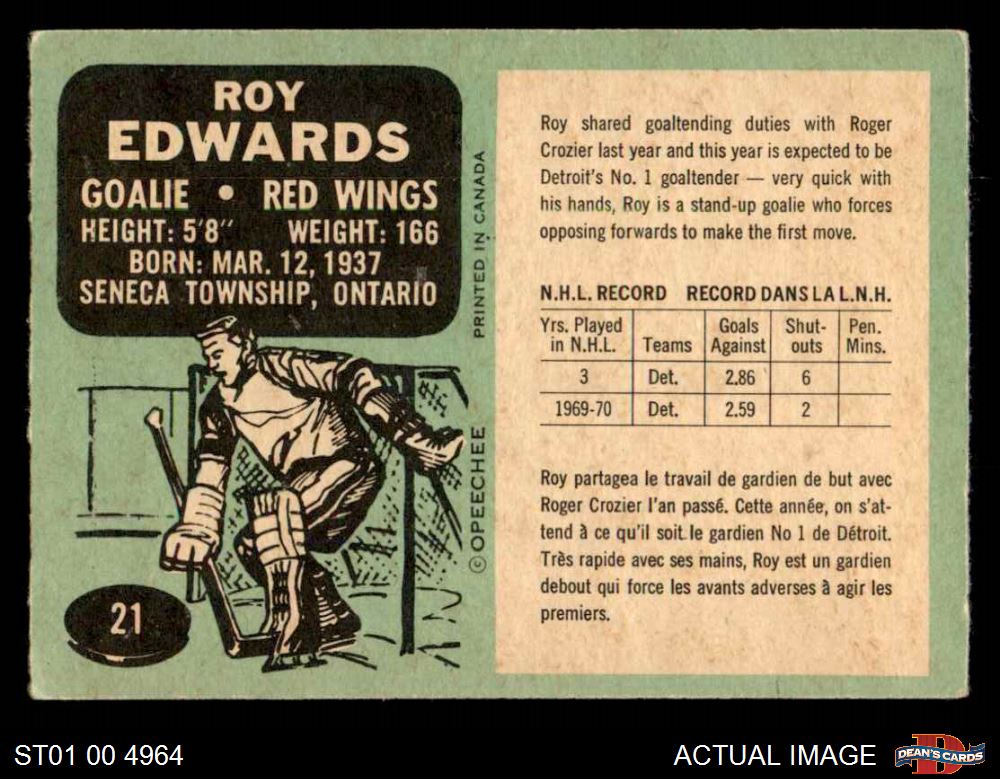 ROY
EDWARDS
GOALIE • RED WINGS
HEIGHT: 5'8" WEIGHT: 166
BORN: MAR. 12, 1937
SENECA TOWNSHIP, ONTARIO
21
© OPEECHEE PRINTED IN CANADA
Roy shared goaltending duties with Roger
Crozier last year and this year is expected to be
Detroit's No. 1 goaltender — very quick with
his hands, Roy is a stand-up goalie who forces
opposing forwards to make the first move.
N.H.L. RECORD RECORD DANS LA L.N.H.
Yrs. Played in N.H.L. Teams Goals Against Shut-outs Pen. Mins.
3 Det. 2.86 6
1969-70 Det. 2.59 2
Roy partagea le travail de gardien de but avec
Roger Crozier l'an passé. Cette année, on s'at-
tend à ce qu'il soit le gardien No 1 de Détroit.
Très rapide avec ses mains, Roy est un gardien
debout qui force les avants adverses à agir les
premiers.
ST01 00 4964
ACTUAL IMAGE
DEAN'S CARDS